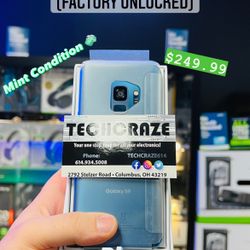 [FACTORY UNLOCKED]
Mint Condition
$249.99
TECHCRAZE
Your one stop shop for all your electronics!
Phone:
614.934.5008
TECHCRAZE614
2792 Stelzer Road • Columbus, OH 43219
Galaxy S9